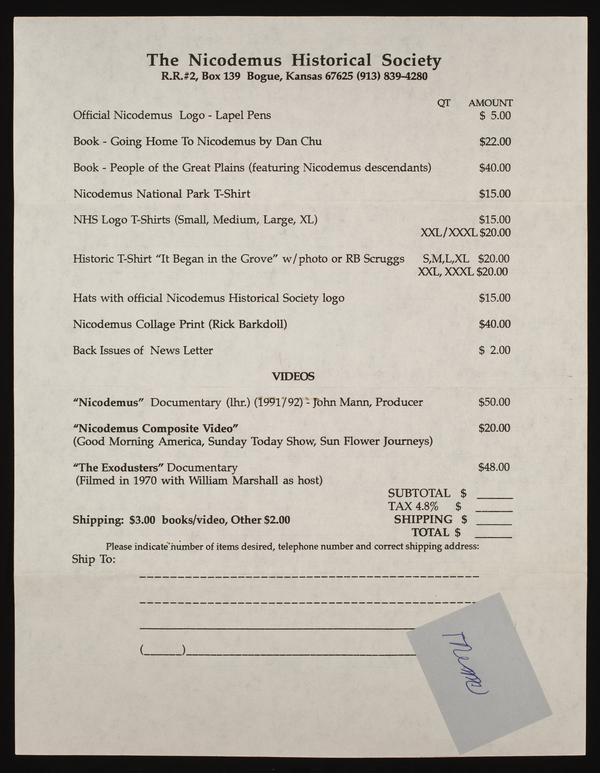 The Nicodemus Historical Society
R.R.#2, Box 139 Bogue, Kansas 67625 (913) 839-4280
QT AMOUNT
Official Nicodemus Logo - Lapel Pens $ 5.00
Book - Going Home To Nicodemus by Dan Chu $22.00
Book - People of the Great Plains (featuring Nicodemus descendants) $40.00
Nicodemus National Park T-Shirt $15.00
NHS Logo T-Shirts (Small, Medium, Large, XL) $15.00
XXL/XXXL $20.00
Historic T-Shirt "It Began in the Grove" w/photo or RB Scruggs S,M,L,XL $20.00
XXL, XXXL $20.00
Hats with official Nicodemus Historical Society logo $15.00
Nicodemus Collage Print (Rick Barkdoll) $40.00
Back Issues of News Letter $ 2.00
VIDEOS
"Nicodemus" Documentary (lhr.) (1991/92) - John Mann, Producer $50.00
"Nicodemus Composite Video" $20.00
(Good Morning America, Sunday Today Show, Sun Flower Journeys)
"The Exodusters" Documentary $48.00
(Filmed in 1970 with William Marshall as host)
SUBTOTAL $ ______
TAX 4.8% $ ______
Shipping: $3.00 books/video, Other $2.00 SHIPPING $ ______
TOTAL $ ______
Please indicate number of items desired, telephone number and correct shipping address:
Ship To:
(______)